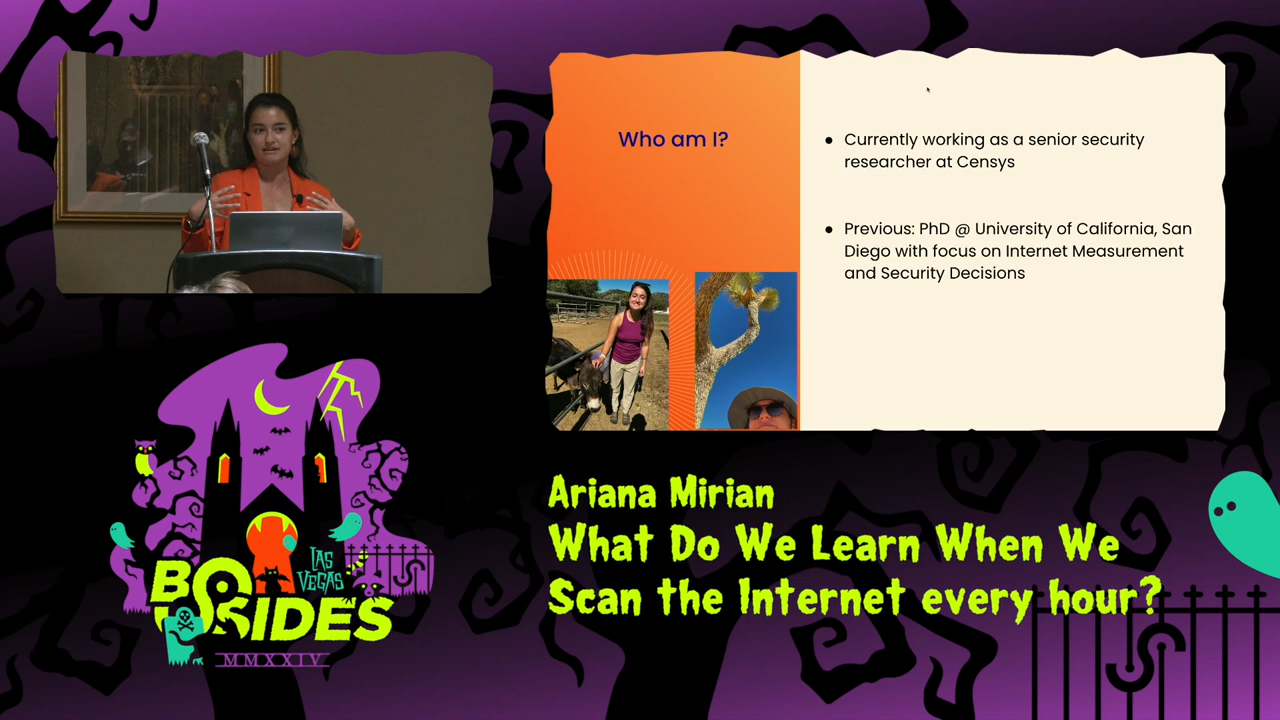 Who am I?
● Currently working as a senior security
researcher at Censys
● Previous: PhD @ University of California, San
Diego with focus on Internet Measurement
and Security Decisions
Ariana Mirian
What Do We Learn When We
Scan the Internet every hour?
LAS
VEGAS
BSIDES
MMXXIV